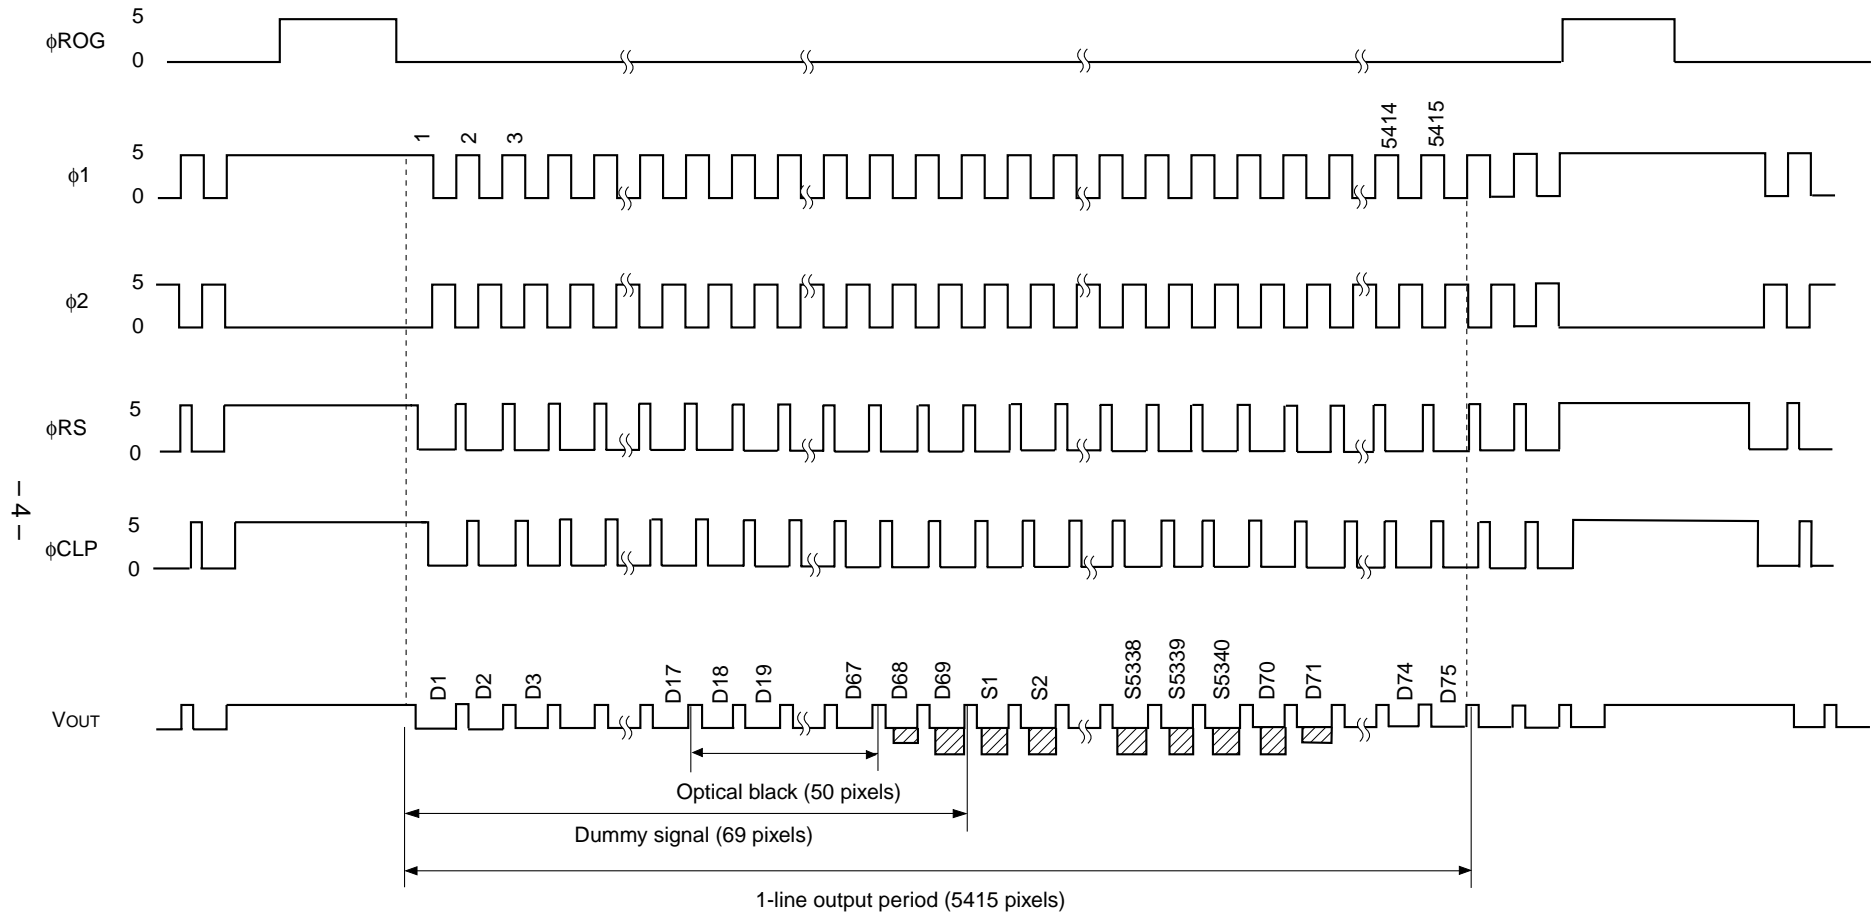 5
ϕROG
0
1
2
3
5414
5415
5
ϕ1
0
5
ϕ2
0
5
ϕRS
0
– 4 –
5
ϕCLP
0
D1
D2
D3
D17
D18
D19
D67
D68
D69
S1
S2
S5338
S5339
S5340
D70
D71
D74
D75
VOUT
Optical black (50 pixels)
Dummy signal (69 pixels)
1-line output period (5415 pixels)